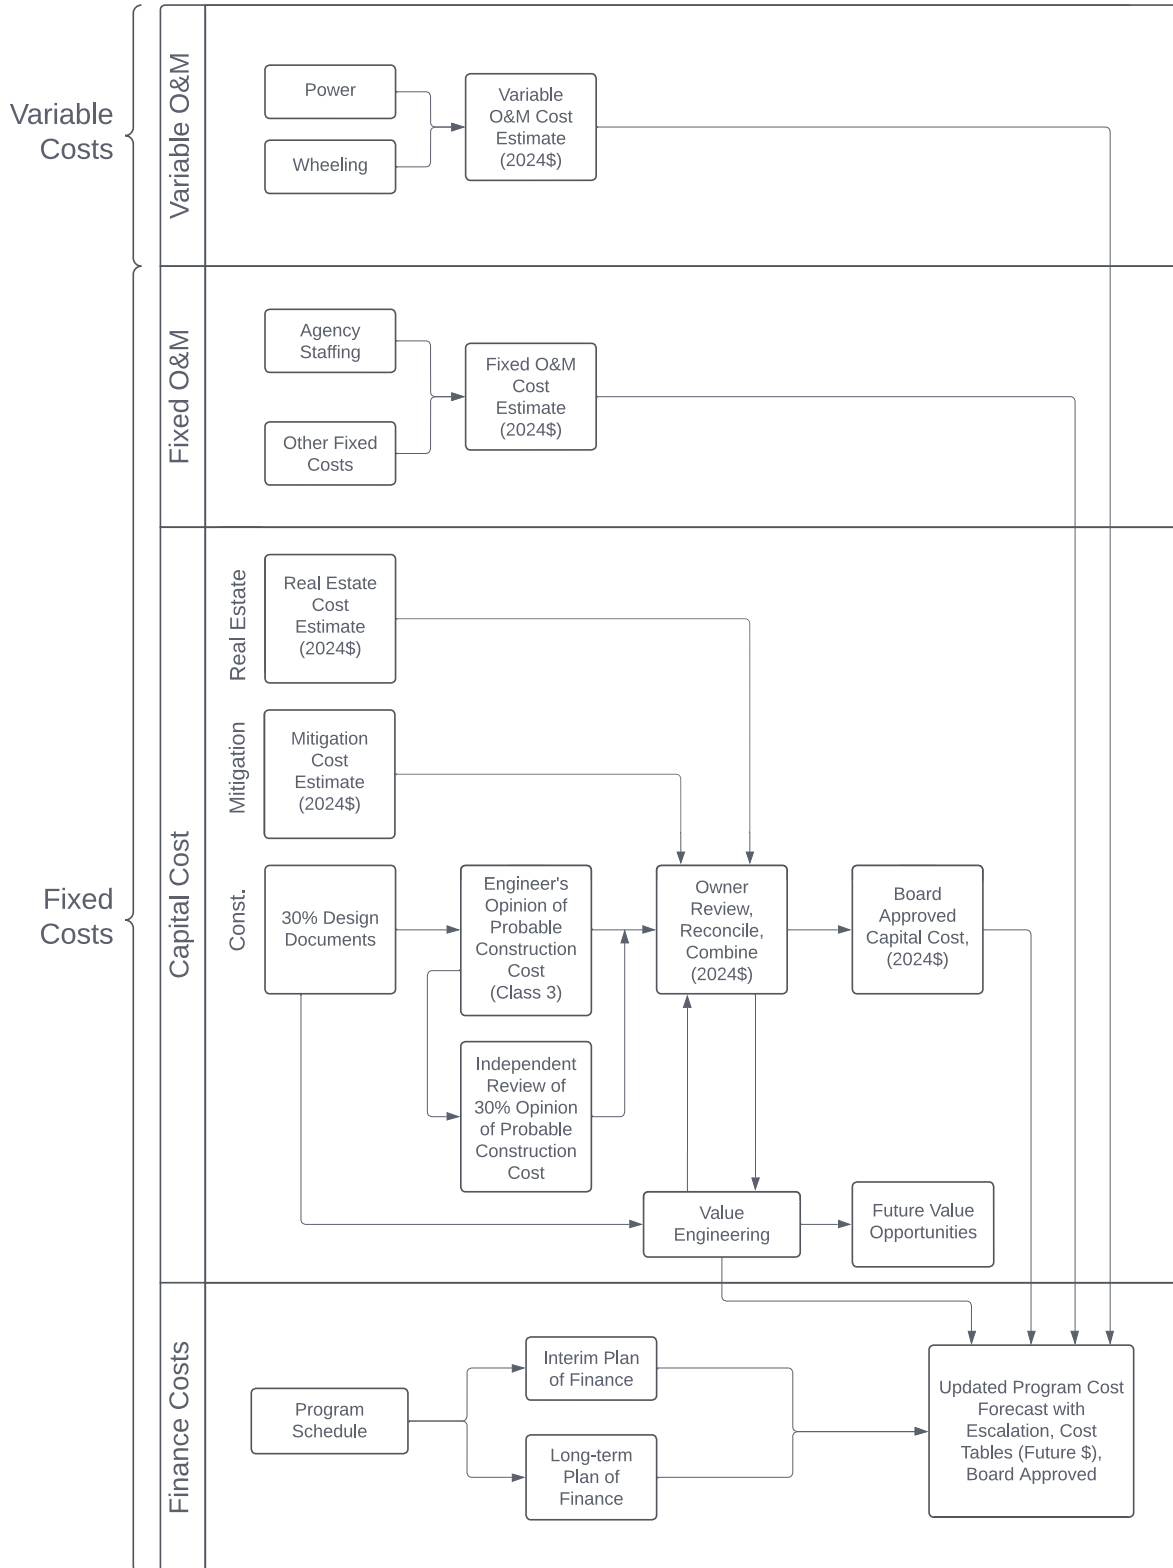 Variable
Costs
Variable O&M
Power
Wheeling
Variable
O&M Cost
Estimate
(2024$)
Fixed
Costs
Fixed O&M
Agency
Staffing
Other Fixed
Costs
Fixed O&M
Cost
Estimate
(2024$)
Capital Cost
Real Estate
Real Estate
Cost
Estimate
(2024$)
Mitigation
Mitigation
Cost
Estimate
(2024$)
Const.
30% Design
Documents
Engineer's
Opinion of
Probable
Construction
Cost
(Class 3)
Owner
Review,
Reconcile,
Combine
(2024$)
Board
Approved
Capital Cost,
(2024$)
Independent
Review of
30% Opinion
of Probable
Construction
Cost
Value
Engineering
Future Value
Opportunities
Finance Costs
Program
Schedule
Interim Plan
of Finance
Long-term
Plan of
Finance
Updated Program Cost
Forecast with
Escalation, Cost
Tables (Future $),
Board Approved